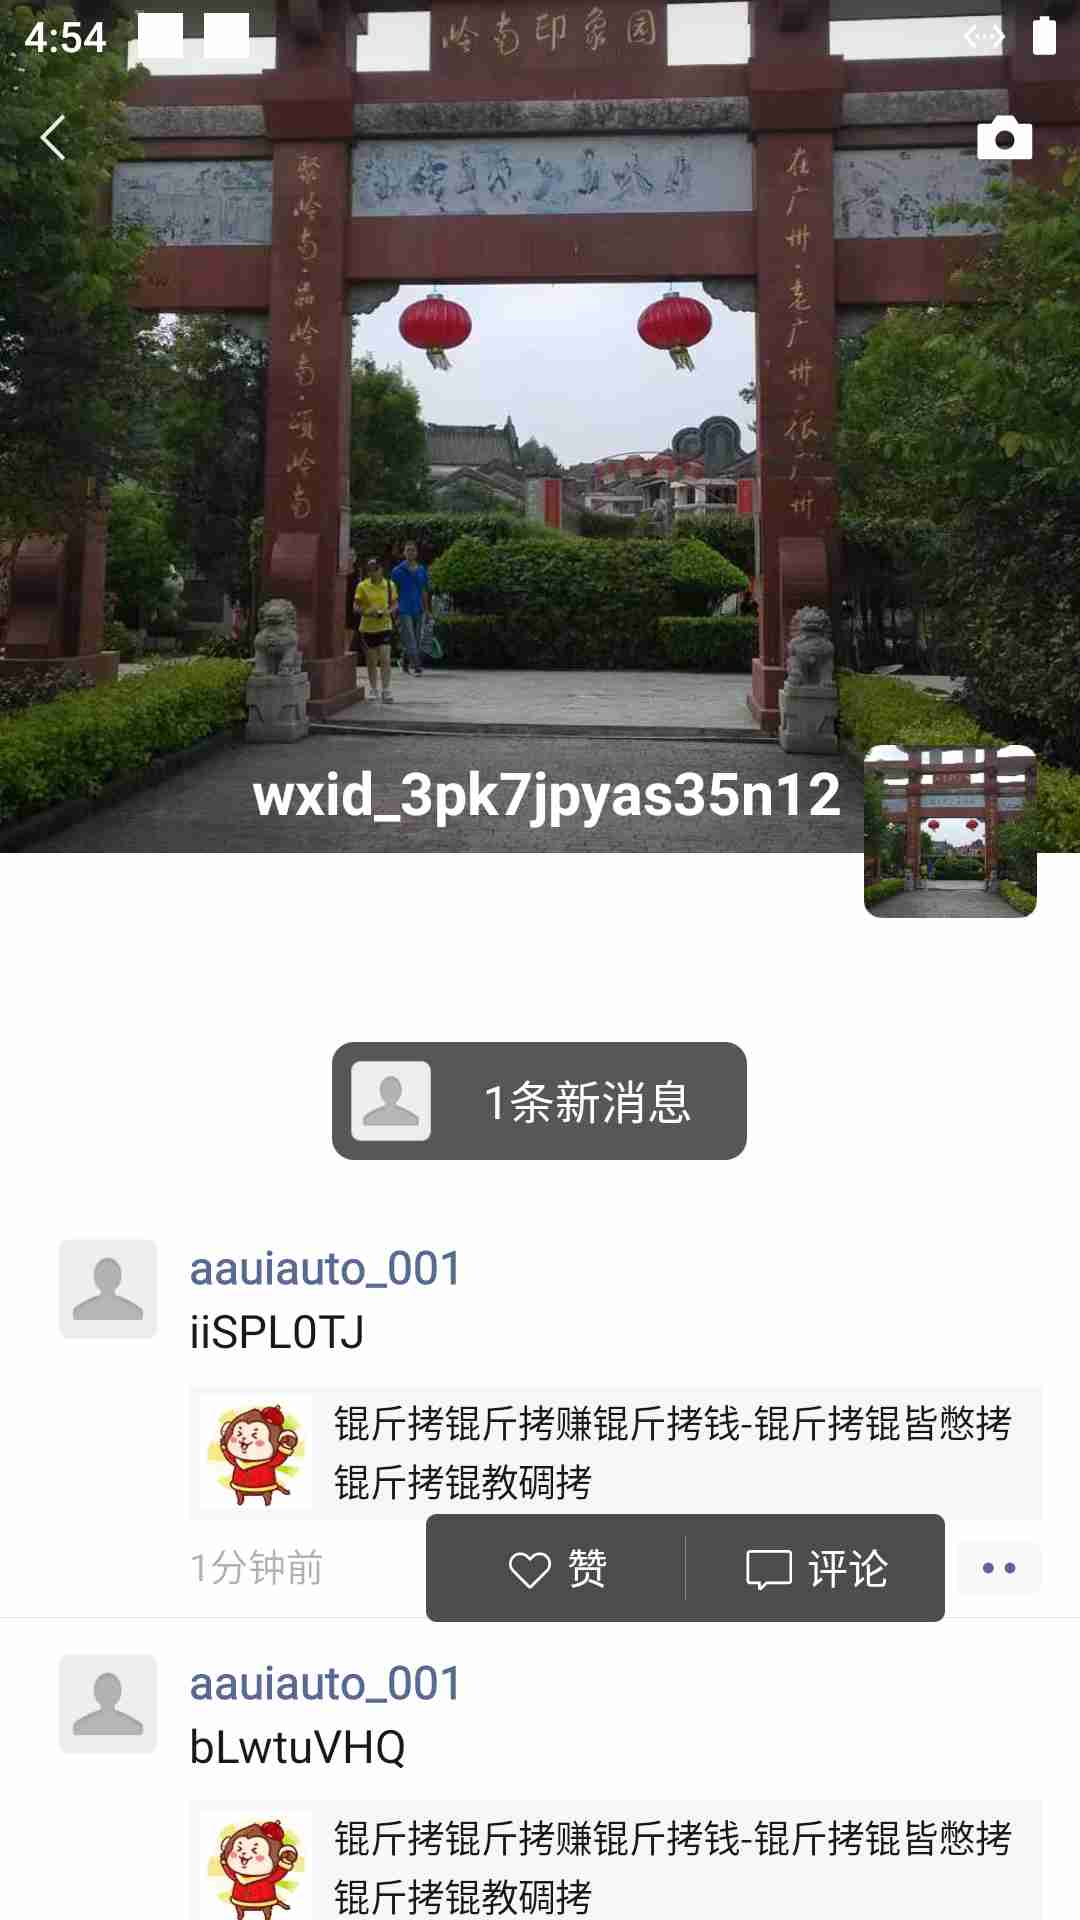 4:54
岭南印象园
聚岭南·品岭南·颂岭南
在广州·老广州·很广州
wxid_3pk7jpyas35n12
1条新消息
aauiauto_001
iiSPL0TJ
锟斤拷锟斤拷赚锟斤拷钱-锟斤拷锟皆憋拷
锟斤拷锟教碉拷
1分钟前
赞
评论
aauiauto_001
bLwtuVHQ
锟斤拷锟斤拷赚锟斤拷钱-锟斤拷锟皆憋拷
锟斤拷锟教碉拷